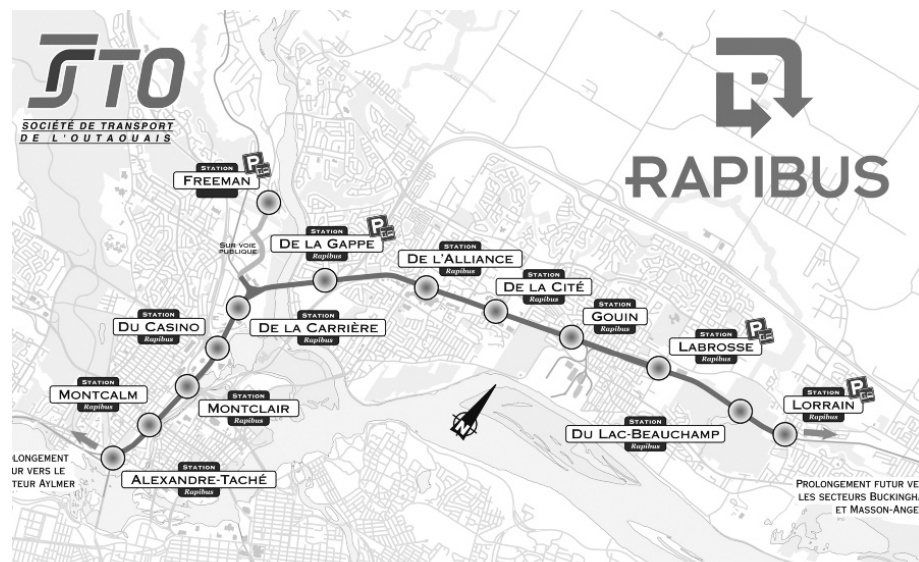 STO
SOCIÉTÉ DE TRANSPORT
DE L'OUTAOUAIS
RAPIBUS
STATION
FREEMAN
P
SUR VOIE
PUBLIQUE
STATION
DE LA GAPPE
Rapibus
P
STATION
DE L'ALLIANCE
Rapibus
STATION
DE LA CITÉ
Rapibus
STATION
GOUIN
Rapibus
STATION
LABROSSE
Rapibus
P
STATION
LORRAIN
Rapibus
P
STATION
DU CASINO
Rapibus
STATION
DE LA CARRIÈRE
Rapibus
STATION
MONTCALM
Rapibus
STATION
MONTCLAIR
Rapibus
STATION
DU LAC-BEAUCHAMP
Rapibus
N
STATION
ALEXANDRE-TACHÉ
Rapibus
OLONGEMENT
UR VERS LE
TEUR AYLMER
PROLONGEMENT FUTUR VE
LES SECTEURS BUCKINGHA
ET MASSON-ANGE